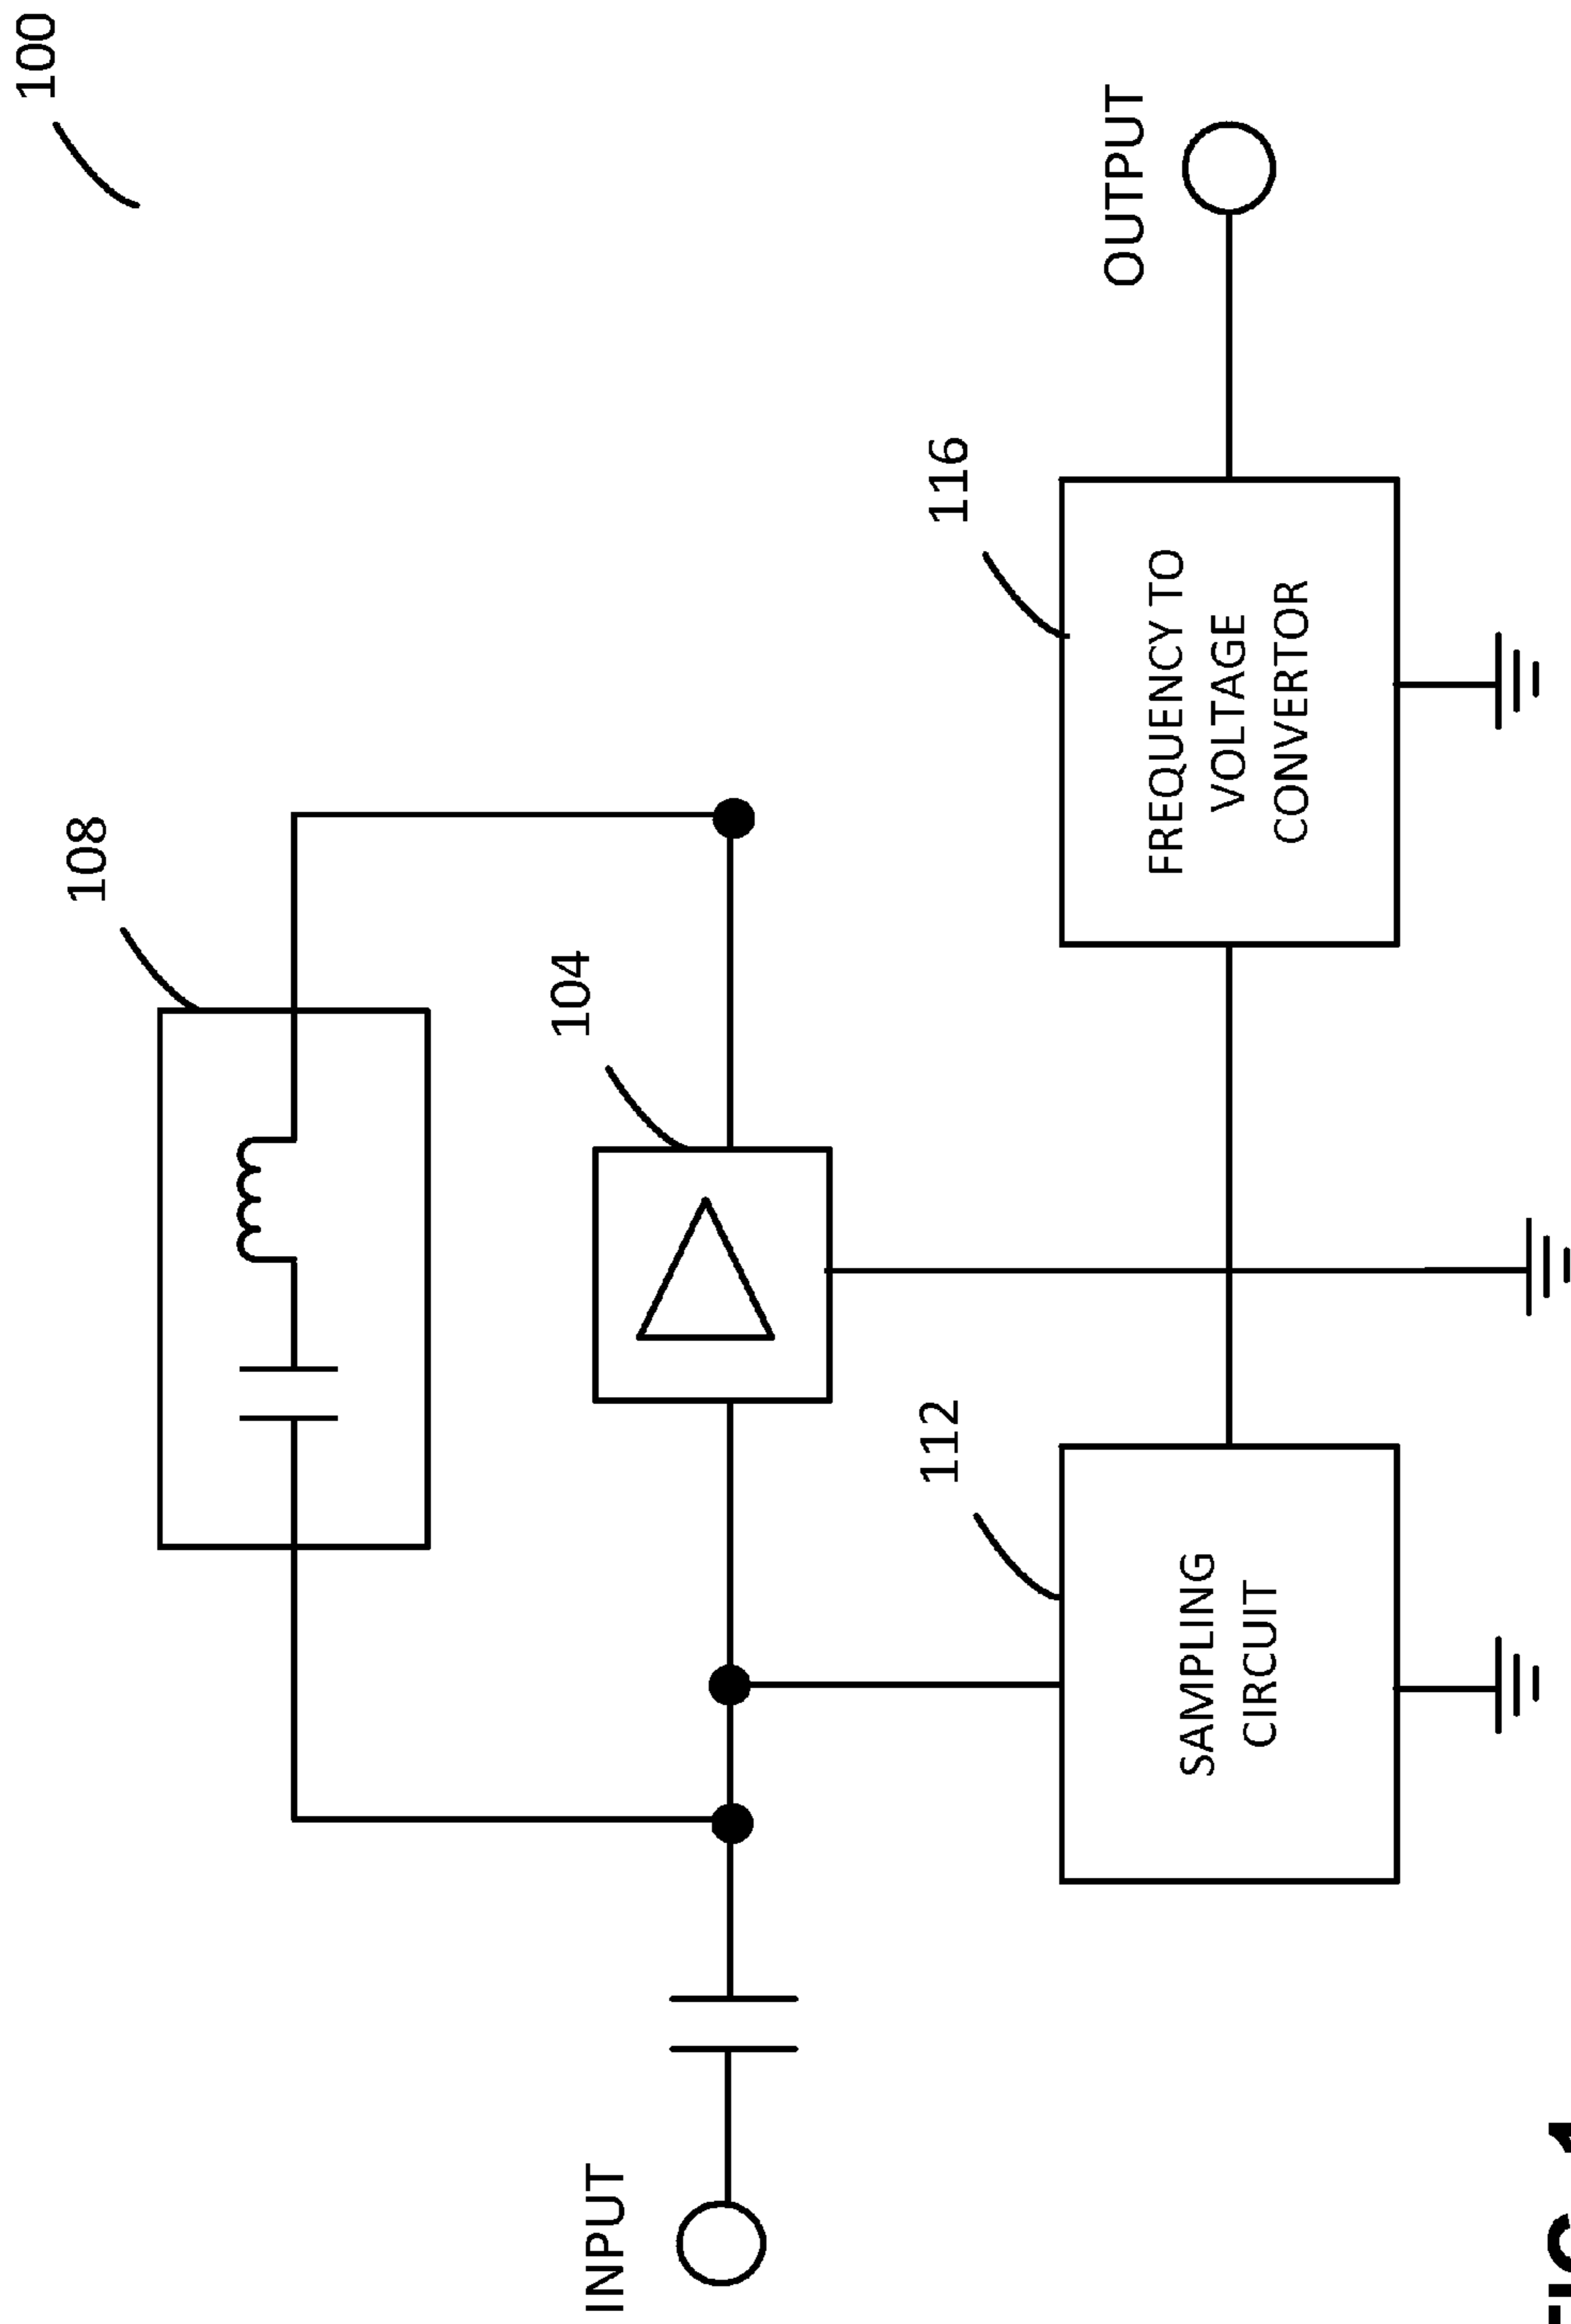 100
108
104
INPUT
112
SAMPLING
CIRCUIT
116
FREQUENCY TO
VOLTAGE
CONVERTOR
OUTPUT